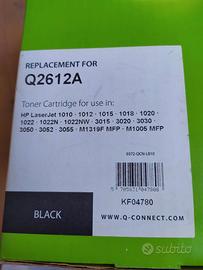 REPLACEMENT FOR
Q2612A
Toner Cartridge for use in:
HP LaserJet 1010 · 1012 · 1015 · 1018 · 1020 ·
1022 · 1022N · 1022NW · 3015 · 3020 · 3030 ·
3050 · 3052 · 3055 · M1319F MFP · M1005 MFP
KF04780
BLACK
WWW.Q-CONNECT.COM
subito